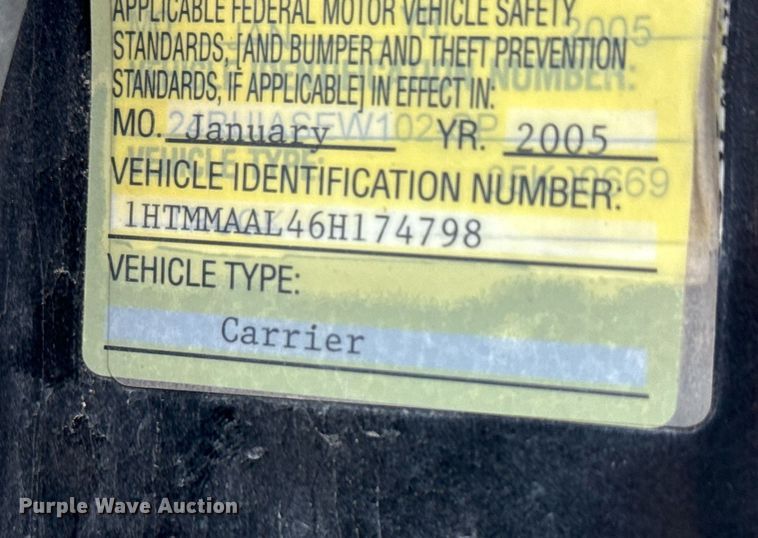 APPLICABLE FEDERAL MOTOR VEHICLE SAFETY
STANDARDS, [AND BUMPER AND THEFT PREVENTION
STANDARDS, IF APPLICABLE] IN EFFECT IN:
MO. January YR. 2005
VEHICLE IDENTIFICATION NUMBER:
1HTMMAAL46H174798
VEHICLE TYPE:
Carrier
Purple Wave Auction